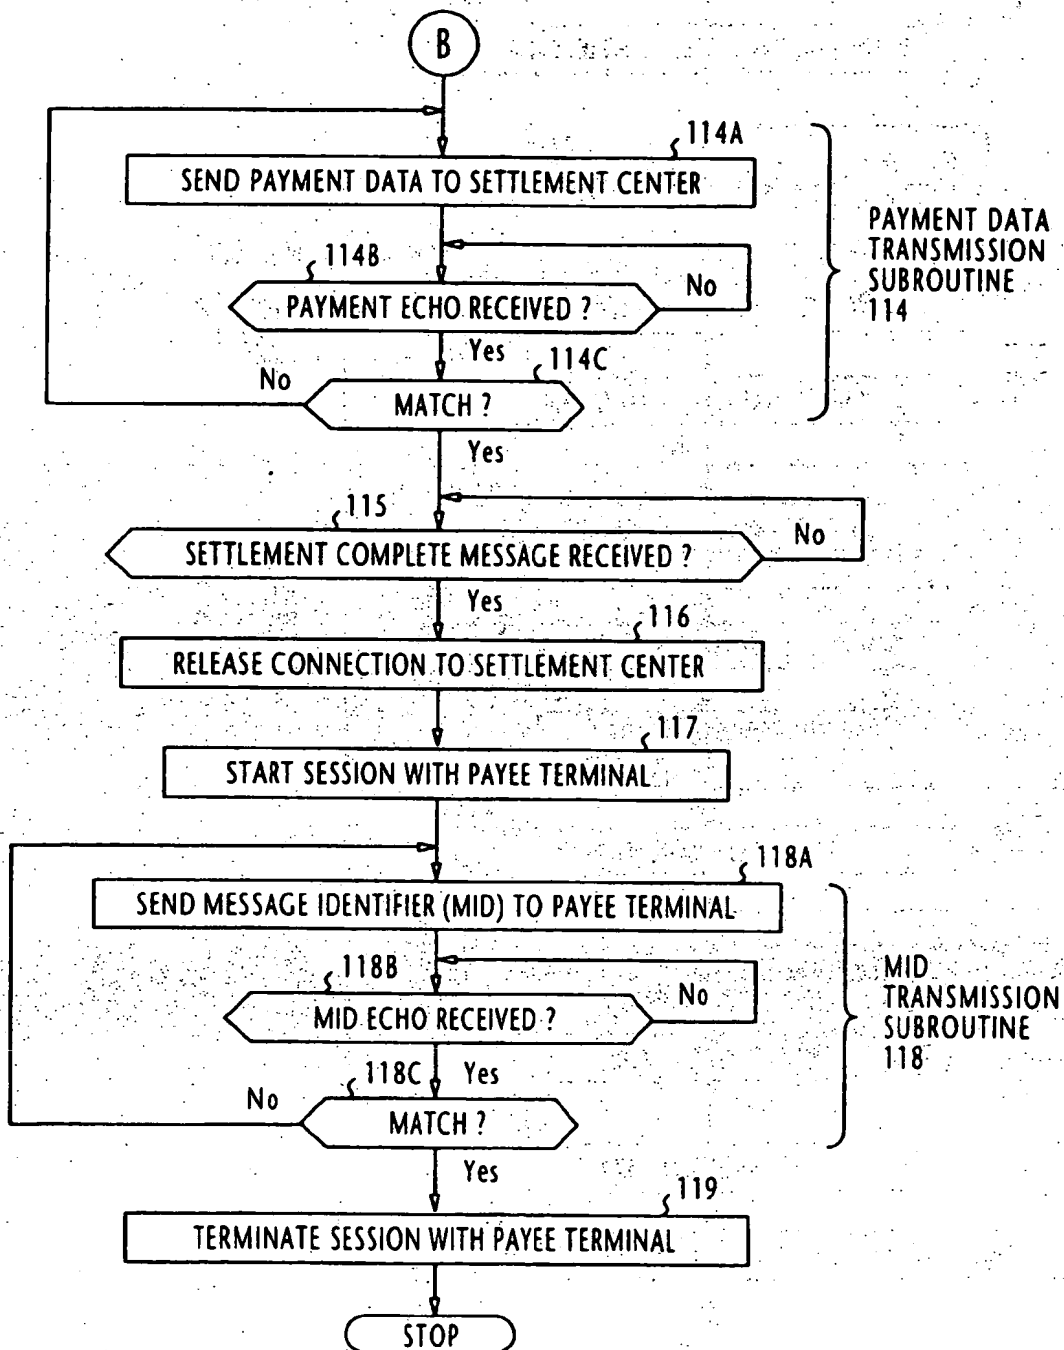 B
114A
SEND PAYMENT DATA TO SETTLEMENT CENTER
PAYMENT DATA
TRANSMISSION
SUBROUTINE
114
114B
No
PAYMENT ECHO RECEIVED ?
Yes
114C
No
MATCH ?
Yes
115
No
SETTLEMENT COMPLETE MESSAGE RECEIVED ?
Yes
116
RELEASE CONNECTION TO SETTLEMENT CENTER
117
START SESSION WITH PAYEE TERMINAL
118A
SEND MESSAGE IDENTIFIER (MID) TO PAYEE TERMINAL
MID
TRANSMISSION
SUBROUTINE
118
118B
No
MID ECHO RECEIVED ?
118C
Yes
No
MATCH ?
Yes
119
TERMINATE SESSION WITH PAYEE TERMINAL
STOP